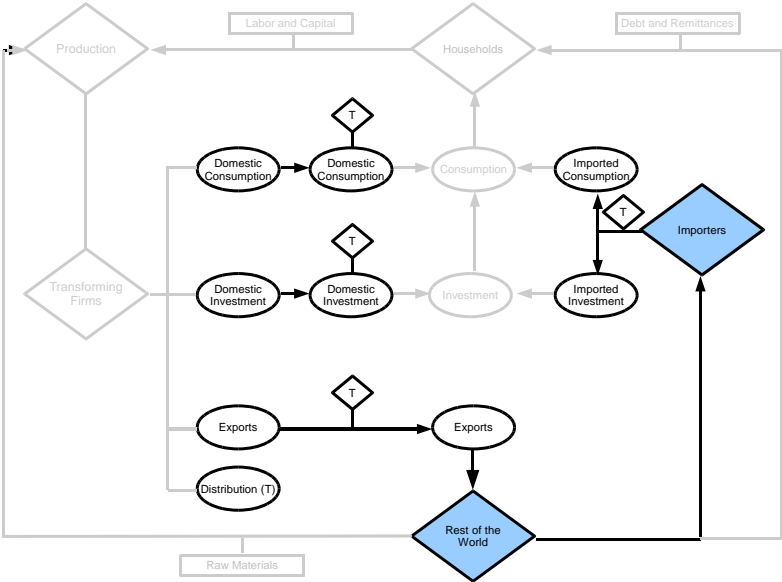 Labor and Capital
Debt and Remittances
Production
Households
T
Domestic
Consumption
Domestic
Consumption
Consumption
Imported
Consumption
T
Importers
T
Transforming
Firms
Domestic
Investment
Domestic
Investment
Investment
Imported
Investment
T
Exports
Exports
Distribution (T)
Rest of the
World
Raw Materials